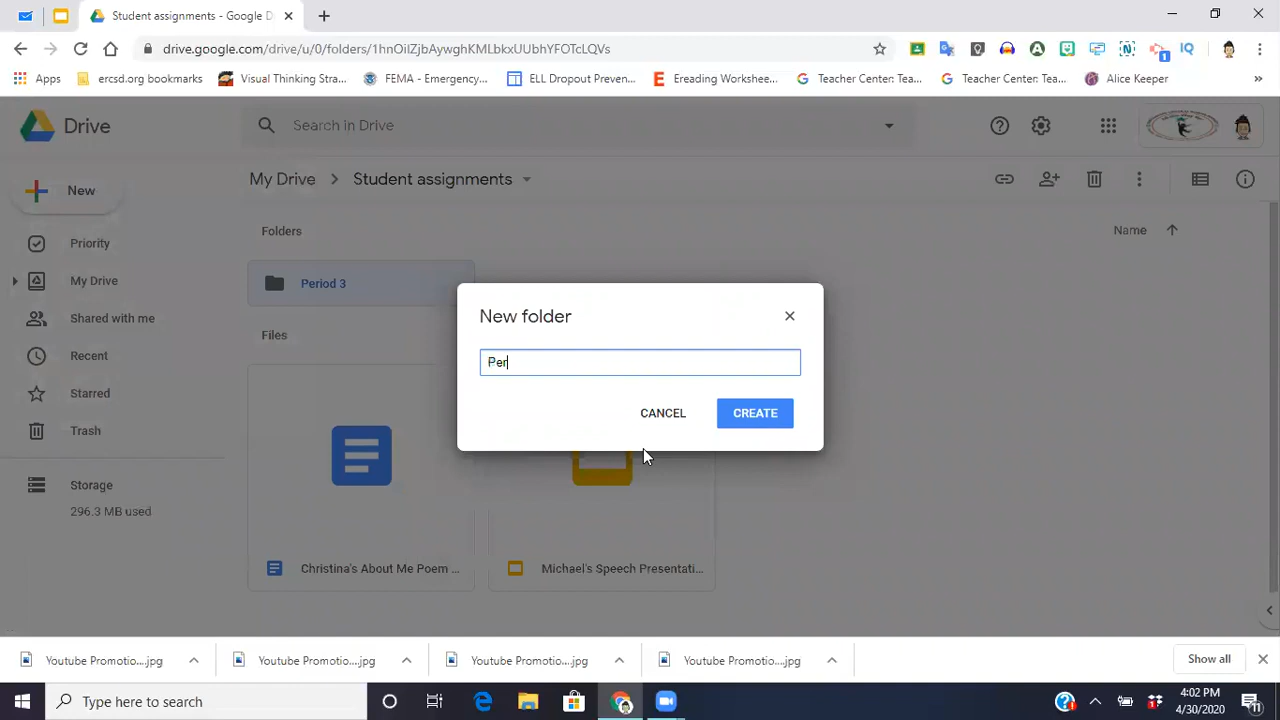 Student assignments - Google D
drive.google.com/drive/u/0/folders/1hnOiIZjbAywghKMLbkxUUbhYFOTcLQVs
1
IQ
Apps
ercsd.org bookmarks
Visual Thinking Stra...
FEMA - Emergency...
ELL Dropout Preven...
Ereading Workshee...
Teacher Center: Tea...
Teacher Center: Tea...
Alice Keeper
»
Drive
Search in Drive
New
My Drive > Student assignments
Priority
My Drive
Shared with me
Recent
Starred
Trash
Storage
296.3 MB used
Folders
Name
Period 3
Files
Christina's About Me Poem ...
Michael's Speech Presentati...
New folder
Per
CANCEL
CREATE
Youtube Promotio....jpg
Youtube Promotio....jpg
Youtube Promotio....jpg
Youtube Promotio....jpg
Show all
Type here to search
4:02 PM
4/30/2020
11